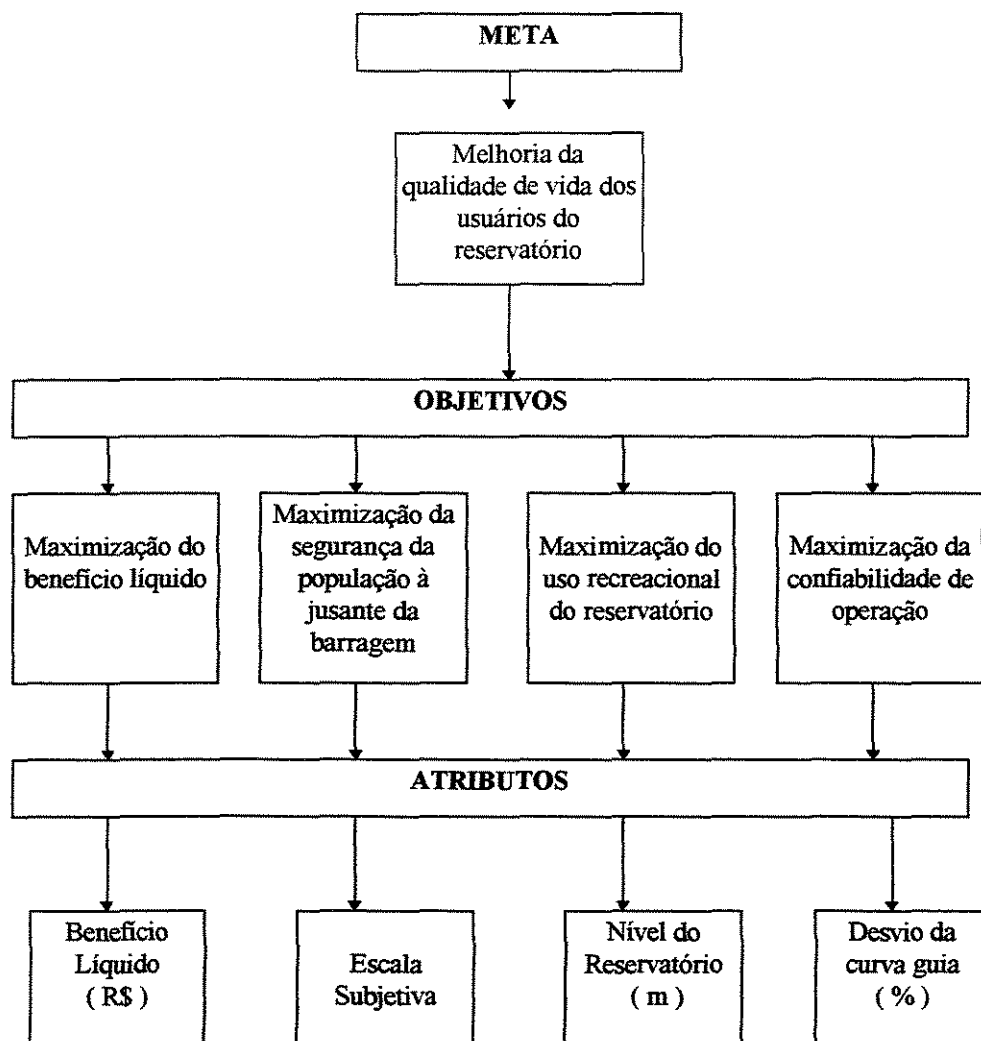 META
Melhoria da
qualidade de vida dos
usuários do
reservatório
OBJETIVOS
Maximização do
benefício líquido
Maximização da
segurança da
população à
jusante da
barragem
Maximização do
uso recreacional
do reservatório
Maximização da
confiabilidade de
operação
ATRIBUTOS
Benefício
Líquido
( R$ )
Escala
Subjetiva
Nível do
Reservatório
( m )
Desvio da
curva guia
( % )